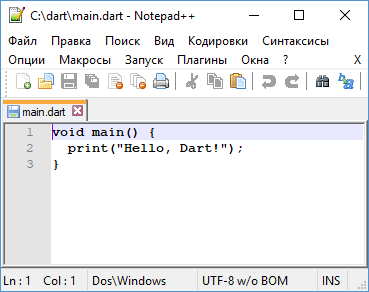 C:\dart\main.dart - Notepad++
Файл Правка Поиск Вид Кодировки Синтаксисы
Опции Макросы Запуск Плагины Окна ? X
main.dart
1 void main() {
2 print("Hello, Dart!");
3 }
Ln : 1 Col : 1 Dos\Windows UTF-8 w/o BOM INS